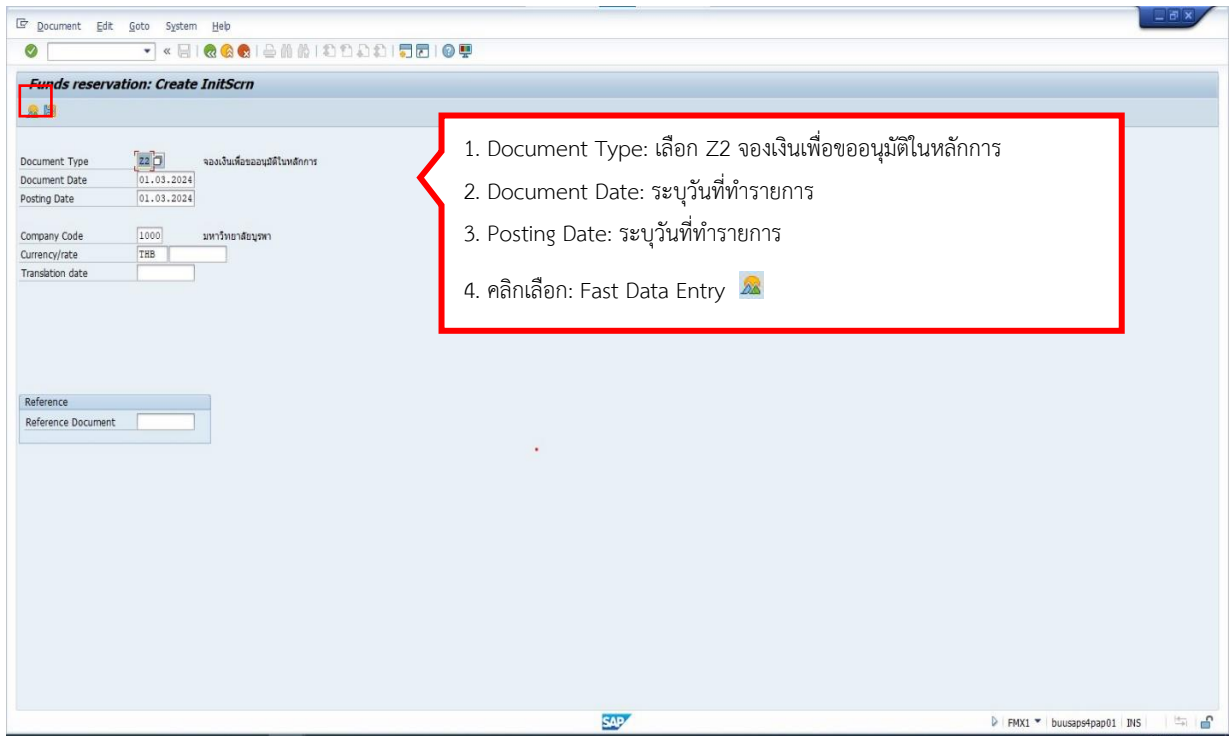 Document Edit Goto System Help
Funds reservation: Create InitScrn
Document Type Z2 จองเงินเพื่อขออนุมัติในหลักการ
Document Date 01.03.2024
Posting Date 01.03.2024
Company Code 1000 มหาวิทยาลัยบูรพา
Currency/rate THB
Translation date
1. Document Type: เลือก Z2 จองเงินเพื่อขออนุมัติในหลักการ
2. Document Date: ระบุวันที่ทำรายการ
3. Posting Date: ระบุวันที่ทำรายการ
4. คลิกเลือก: Fast Data Entry
Reference
Reference Document
SAP
FMX1 buusaps4pap01 INS